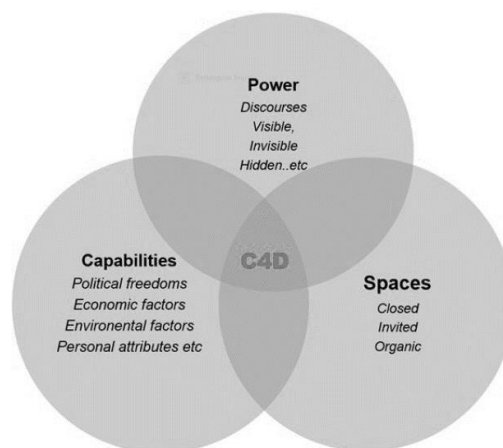 Power
Discourses
Visible,
Invisible
Hidden..etc
Capabilities
Political freedoms
Economic factors
Environental factors
Personal attributes etc
C4D
Spaces
Closed
Invited
Organic